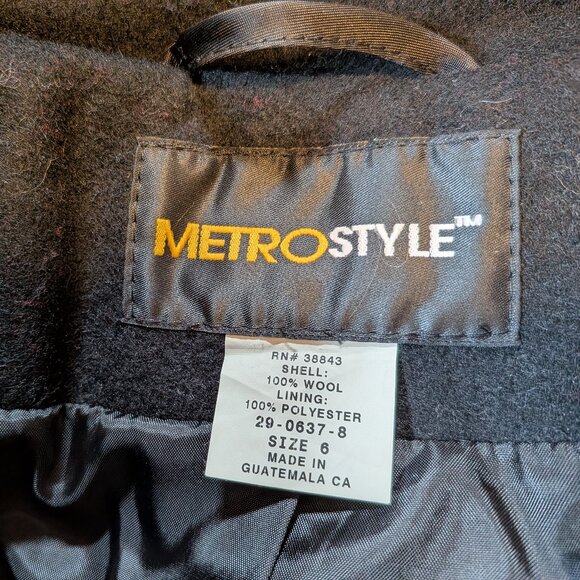 METROSTYLE™
RN# 38843
SHELL:
100% WOOL
LINING:
100% POLYESTER
29-0637-8
SIZE 6
MADE IN
GUATEMALA CA